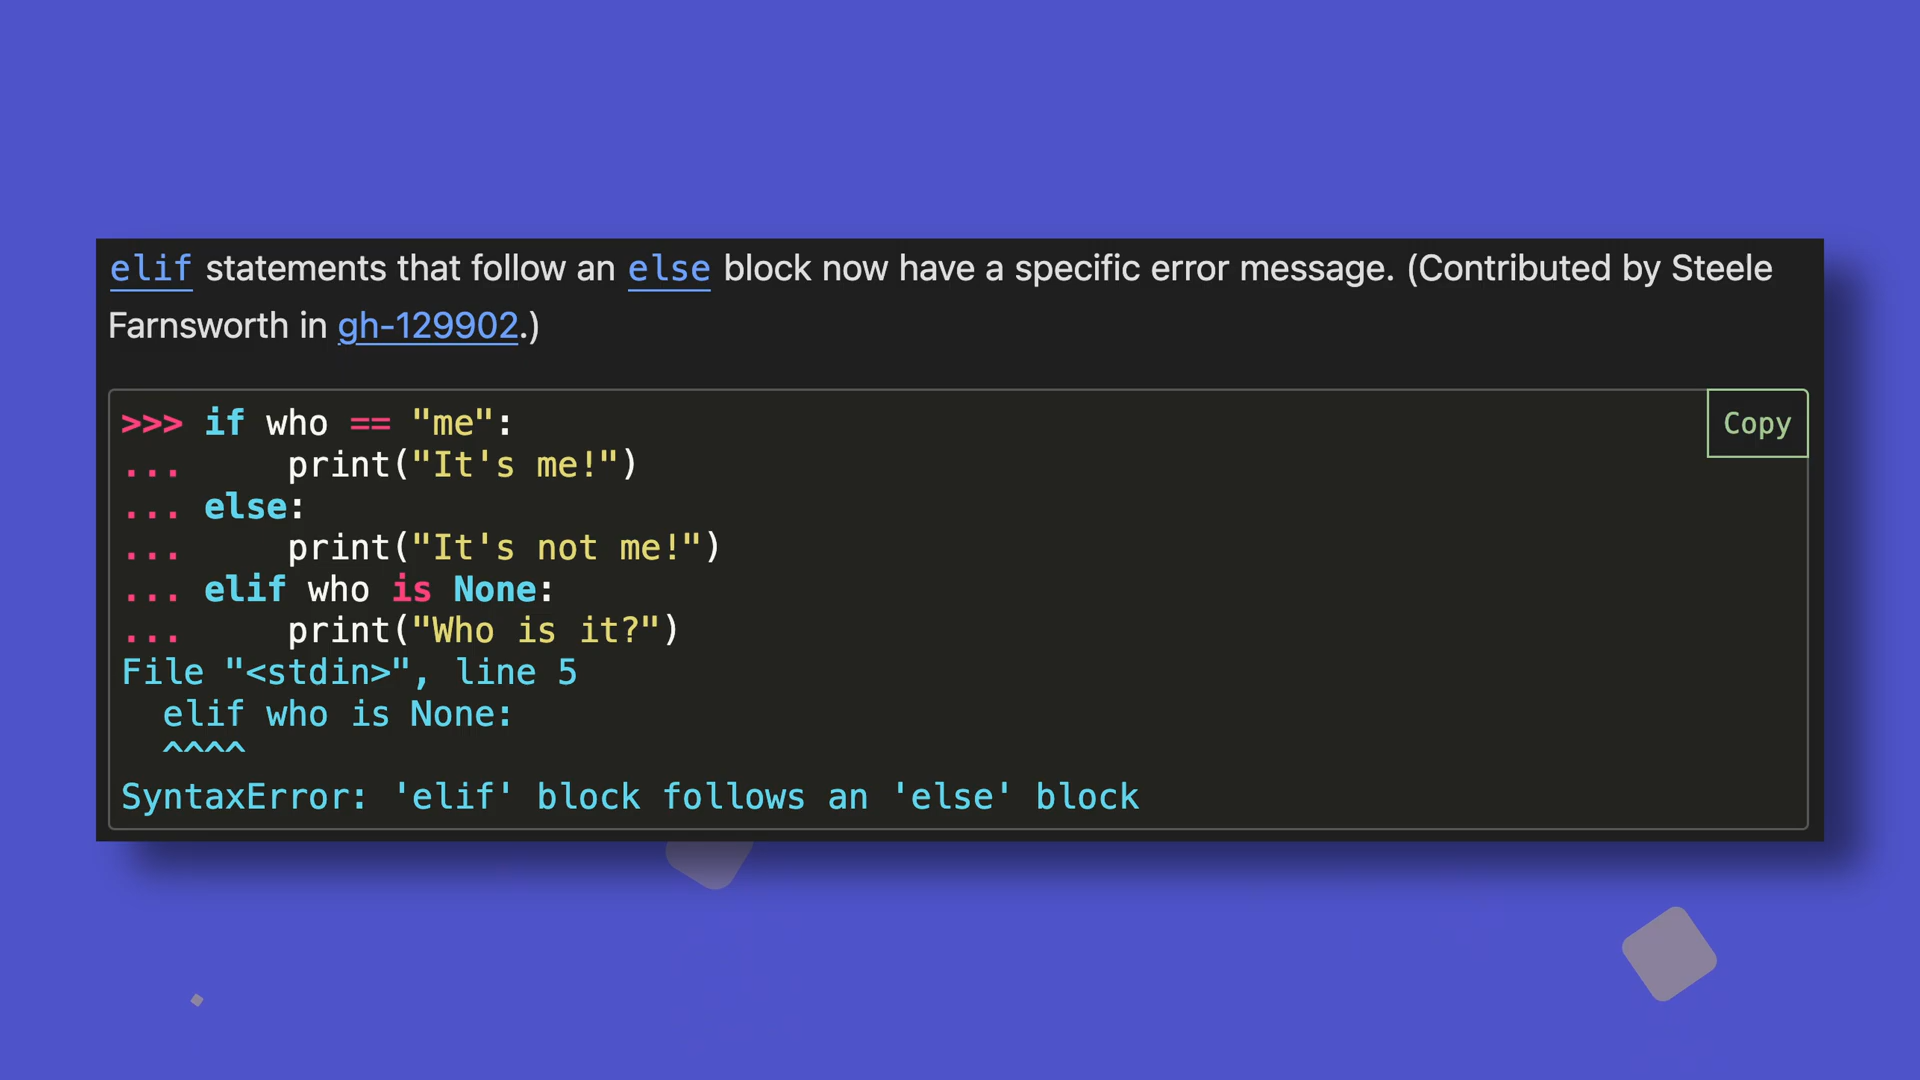 elif statements that follow an else block now have a specific error message. (Contributed by Steele
Farnsworth in gh-129902.)
Copy
>>> if who == "me":
...     print("It's me!")
... else:
...     print("It's not me!")
... elif who is None:
...     print("Who is it?")
File "<stdin>", line 5
  elif who is None:
  ^^^^
SyntaxError: 'elif' block follows an 'else' block